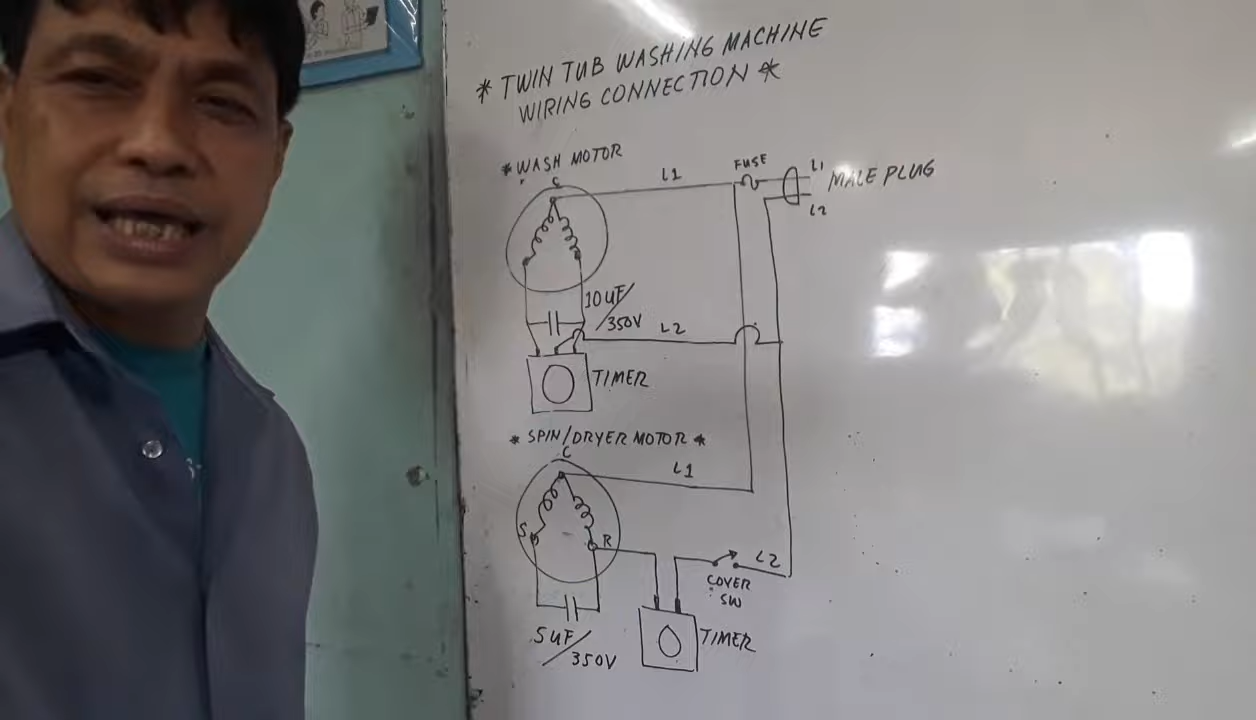 * TWIN TUB WASHING MACHINE
WIRING CONNECTION *
* WASH MOTOR
C
L1
FUSE
L1
MALE PLUG
L2
10UF/
350V
L2
TIMER
* SPIN/DRYER MOTOR *
C
L1
S
R
L2
COVER
SW
5UF/
350V
TIMER